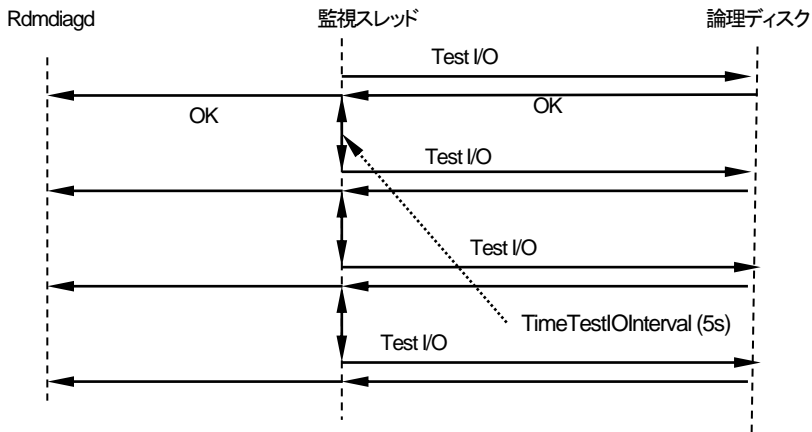 Rdmdiagd
監視スレッド
論理ディスク
Test I/O
OK
OK
Test I/O
Test I/O
TimeTestIOInterval (5s)
Test I/O